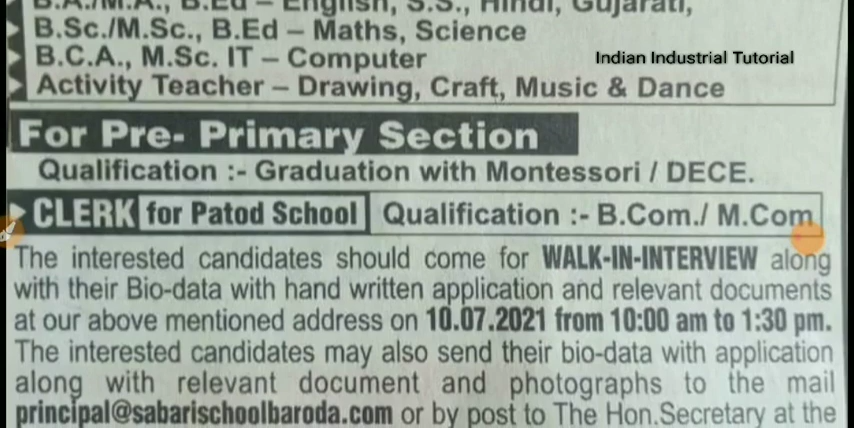 B.A./M.A., B.Ed – English, S.S., Hindi, Gujarati,
B.Sc./M.Sc., B.Ed – Maths, Science
B.C.A., M.Sc. IT – Computer
Indian Industrial Tutorial
Activity Teacher – Drawing, Craft, Music & Dance
For Pre- Primary Section
Qualification :- Graduation with Montessori / DECE.
CLERK for Patod School Qualification :- B.Com./ M.Com
The interested candidates should come for WALK-IN-INTERVIEW along
with their Bio-data with hand written application and relevant documents
at our above mentioned address on 10.07.2021 from 10:00 am to 1:30 pm.
The interested candidates may also send their bio-data with application
along with relevant document and photographs to the mail
principal@sabarischoolbaroda.com or by post to The Hon.Secretary at the